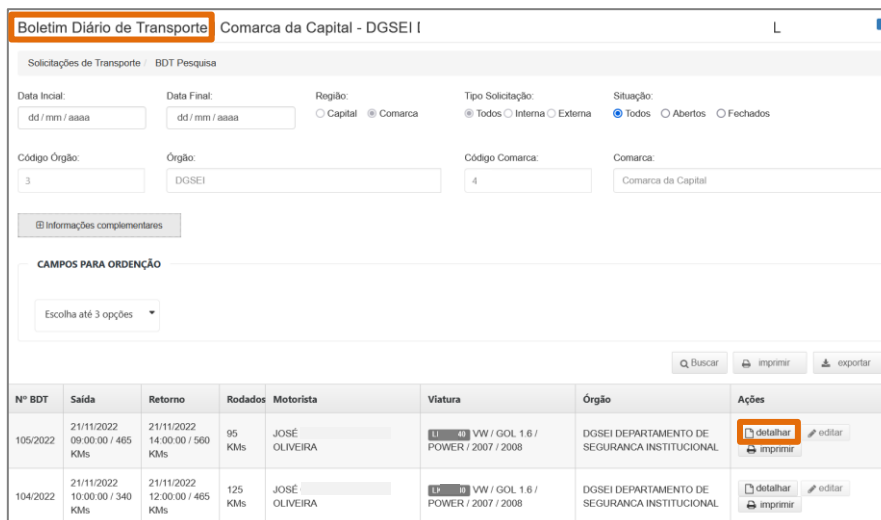 Boletim Diário de Transporte Comarca da Capital - DGSEI
Solicitações de Transporte / BDT Pesquisa
Data Incial: Data Final: Região: Tipo Solicitação: Situação:
dd / mm / aaaa dd / mm / aaaa Capital Comarca Todos Interna Externa Todos Abertos Fechados
Código Órgão: Órgão: Código Comarca: Comarca:
3 DGSEI 4 Comarca da Capital
Informações complementares
CAMPOS PARA ORDENÇÃO
Escolha até 3 opções
Buscar imprimir exportar
Nº BDT Saída Retorno Rodados Motorista Viatura Órgão Ações
105/2022 21/11/2022 09:00:00 / 465 KMs 21/11/2022 14:00:00 / 560 KMs 95 KMs JOSÉ OLIVEIRA 40 VW / GOL 1.6 / POWER / 2007 / 2008 DGSEI DEPARTAMENTO DE SEGURANCA INSTITUCIONAL detalhar editar imprimir
104/2022 21/11/2022 10:00:00 / 340 KMs 21/11/2022 12:00:00 / 465 KMs 125 KMs JOSÉ OLIVEIRA 40 VW / GOL 1.6 / POWER / 2007 / 2008 DGSEI DEPARTAMENTO DE SEGURANCA INSTITUCIONAL detalhar editar imprimir